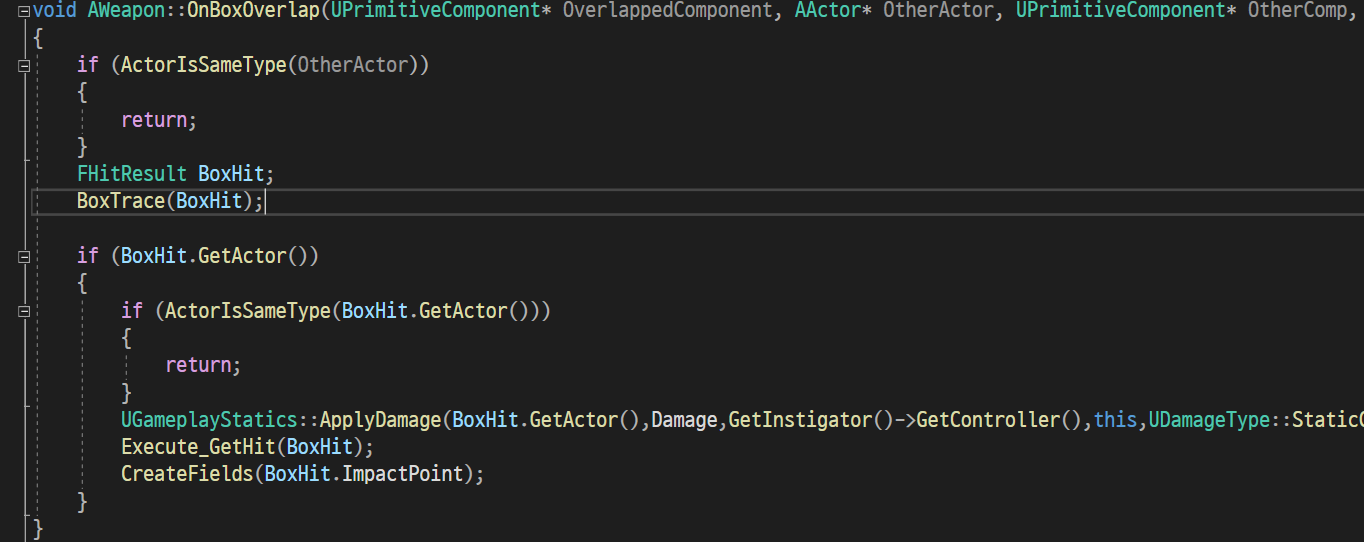 void AWeapon::OnBoxOverlap(UPrimitiveComponent* OverlappedComponent, AActor* OtherActor, UPrimitiveComponent* OtherComp,
{
if (ActorIsSameType(OtherActor))
{
return;
}
FHitResult BoxHit;
BoxTrace(BoxHit);
if (BoxHit.GetActor())
{
if (ActorIsSameType(BoxHit.GetActor()))
{
return;
}
UGameplayStatics::ApplyDamage(BoxHit.GetActor(),Damage,GetInstigator()->GetController(),this,UDamageType::Static
Execute_GetHit(BoxHit);
CreateFields(BoxHit.ImpactPoint);
}
}